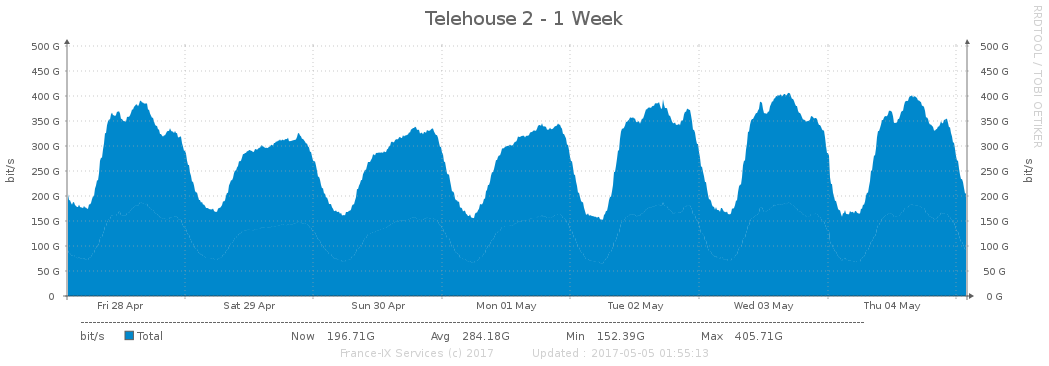 Telehouse 2 - 1 Week
RRDTOOL / TOBI OETIKER
500 G 500 G
450 G 450 G
400 G 400 G
350 G 350 G
300 G 300 G
250 G 250 G
200 G 200 G
150 G 150 G
100 G 100 G
50 G 50 G
0 0 G
bit/s bit/s
Fri 28 Apr Sat 29 Apr Sun 30 Apr Mon 01 May Tue 02 May Wed 03 May Thu 04 May
bit/s Total Now 196.71G Avg 284.18G Min 152.39G Max 405.71G
France-IX Services (c) 2017 Updated : 2017-05-05 01:55:13